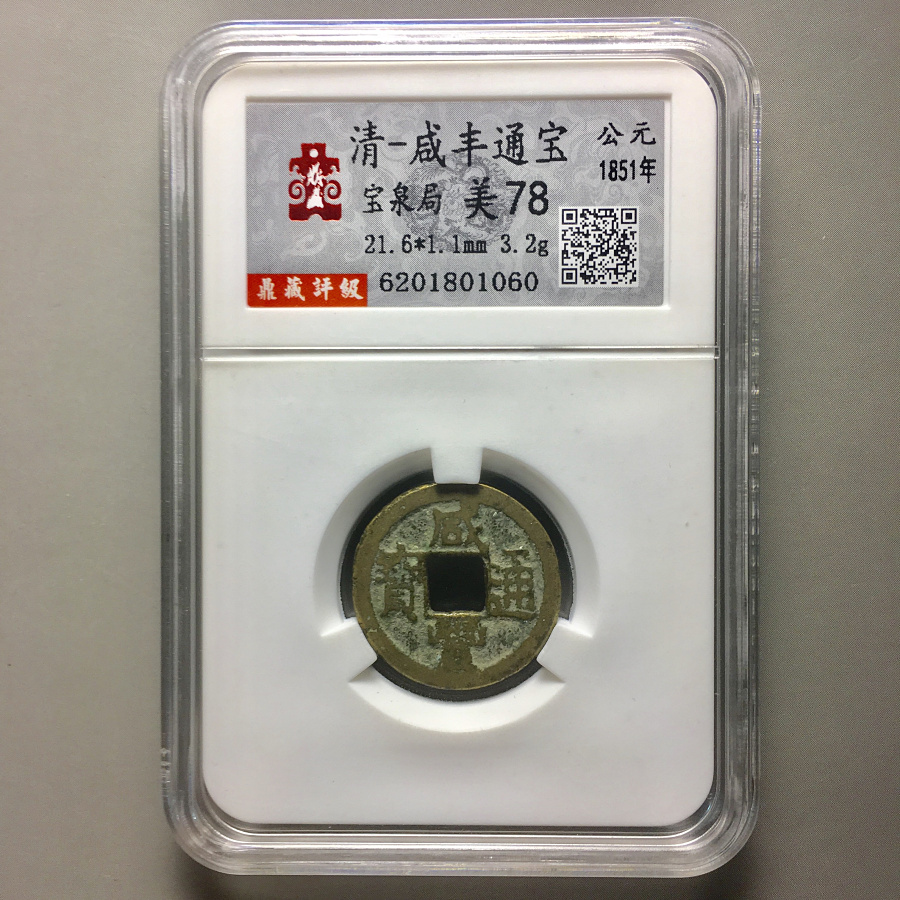 清-咸丰通宝
公元
1851年
宝泉局 美78
21.6*1.1mm 3.2g
鼎藏評級 6201801060
咸
寶 通
豐